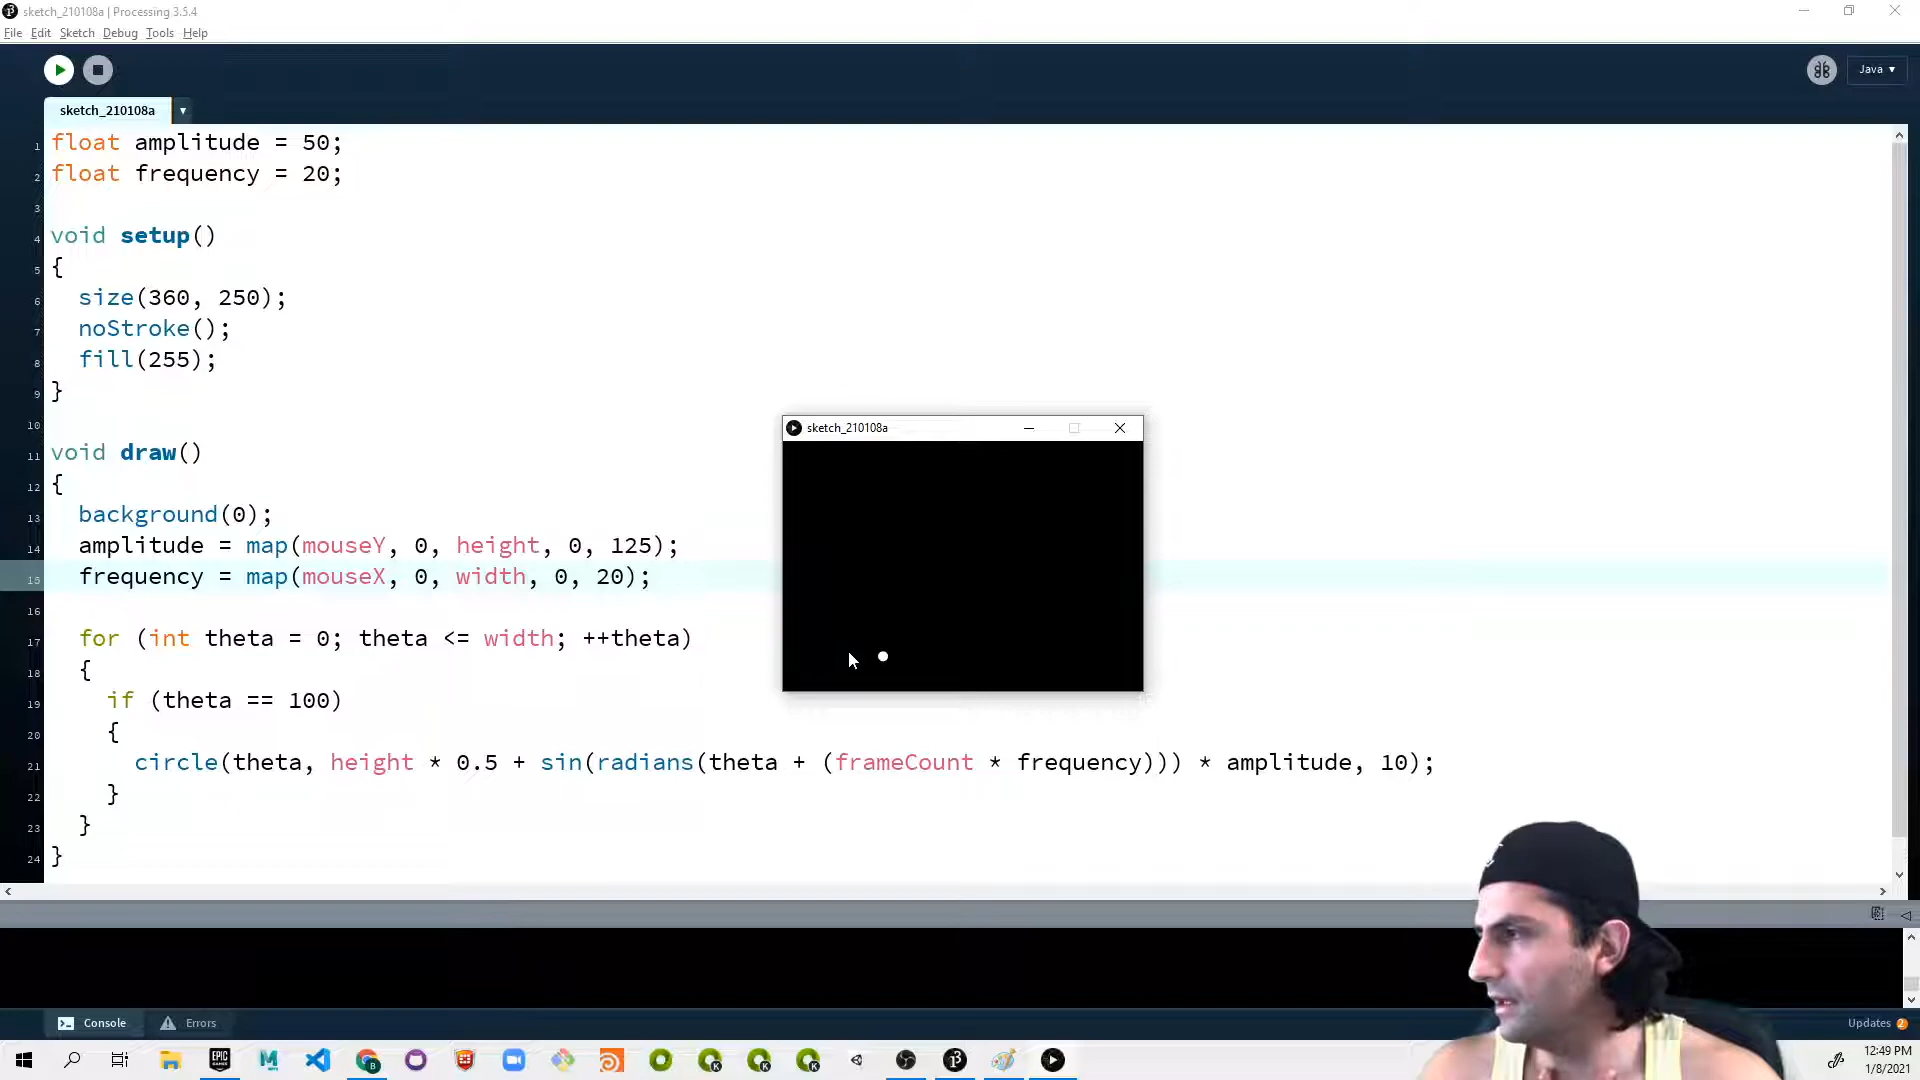 sketch_210108a | Processing 3.5.4
File Edit Sketch Debug Tools Help
Java ▾
sketch_210108a
1 float amplitude = 50;
2 float frequency = 20;
3
4 void setup()
5 {
6 size(360, 250);
7 noStroke();
8 fill(255);
9 }
10
11 void draw()
12 {
13 background(0);
14 amplitude = map(mouseY, 0, height, 0, 125);
15 frequency = map(mouseX, 0, width, 0, 20);
16
17 for (int theta = 0; theta <= width; ++theta)
18 {
19 if (theta == 100)
20 {
21 circle(theta, height * 0.5 + sin(radians(theta + (frameCount * frequency))) * amplitude, 10);
22 }
23 }
24 }
sketch_210108a
Console Errors
Updates 2
EPIC GAMES
12:49 PM
1/8/2021